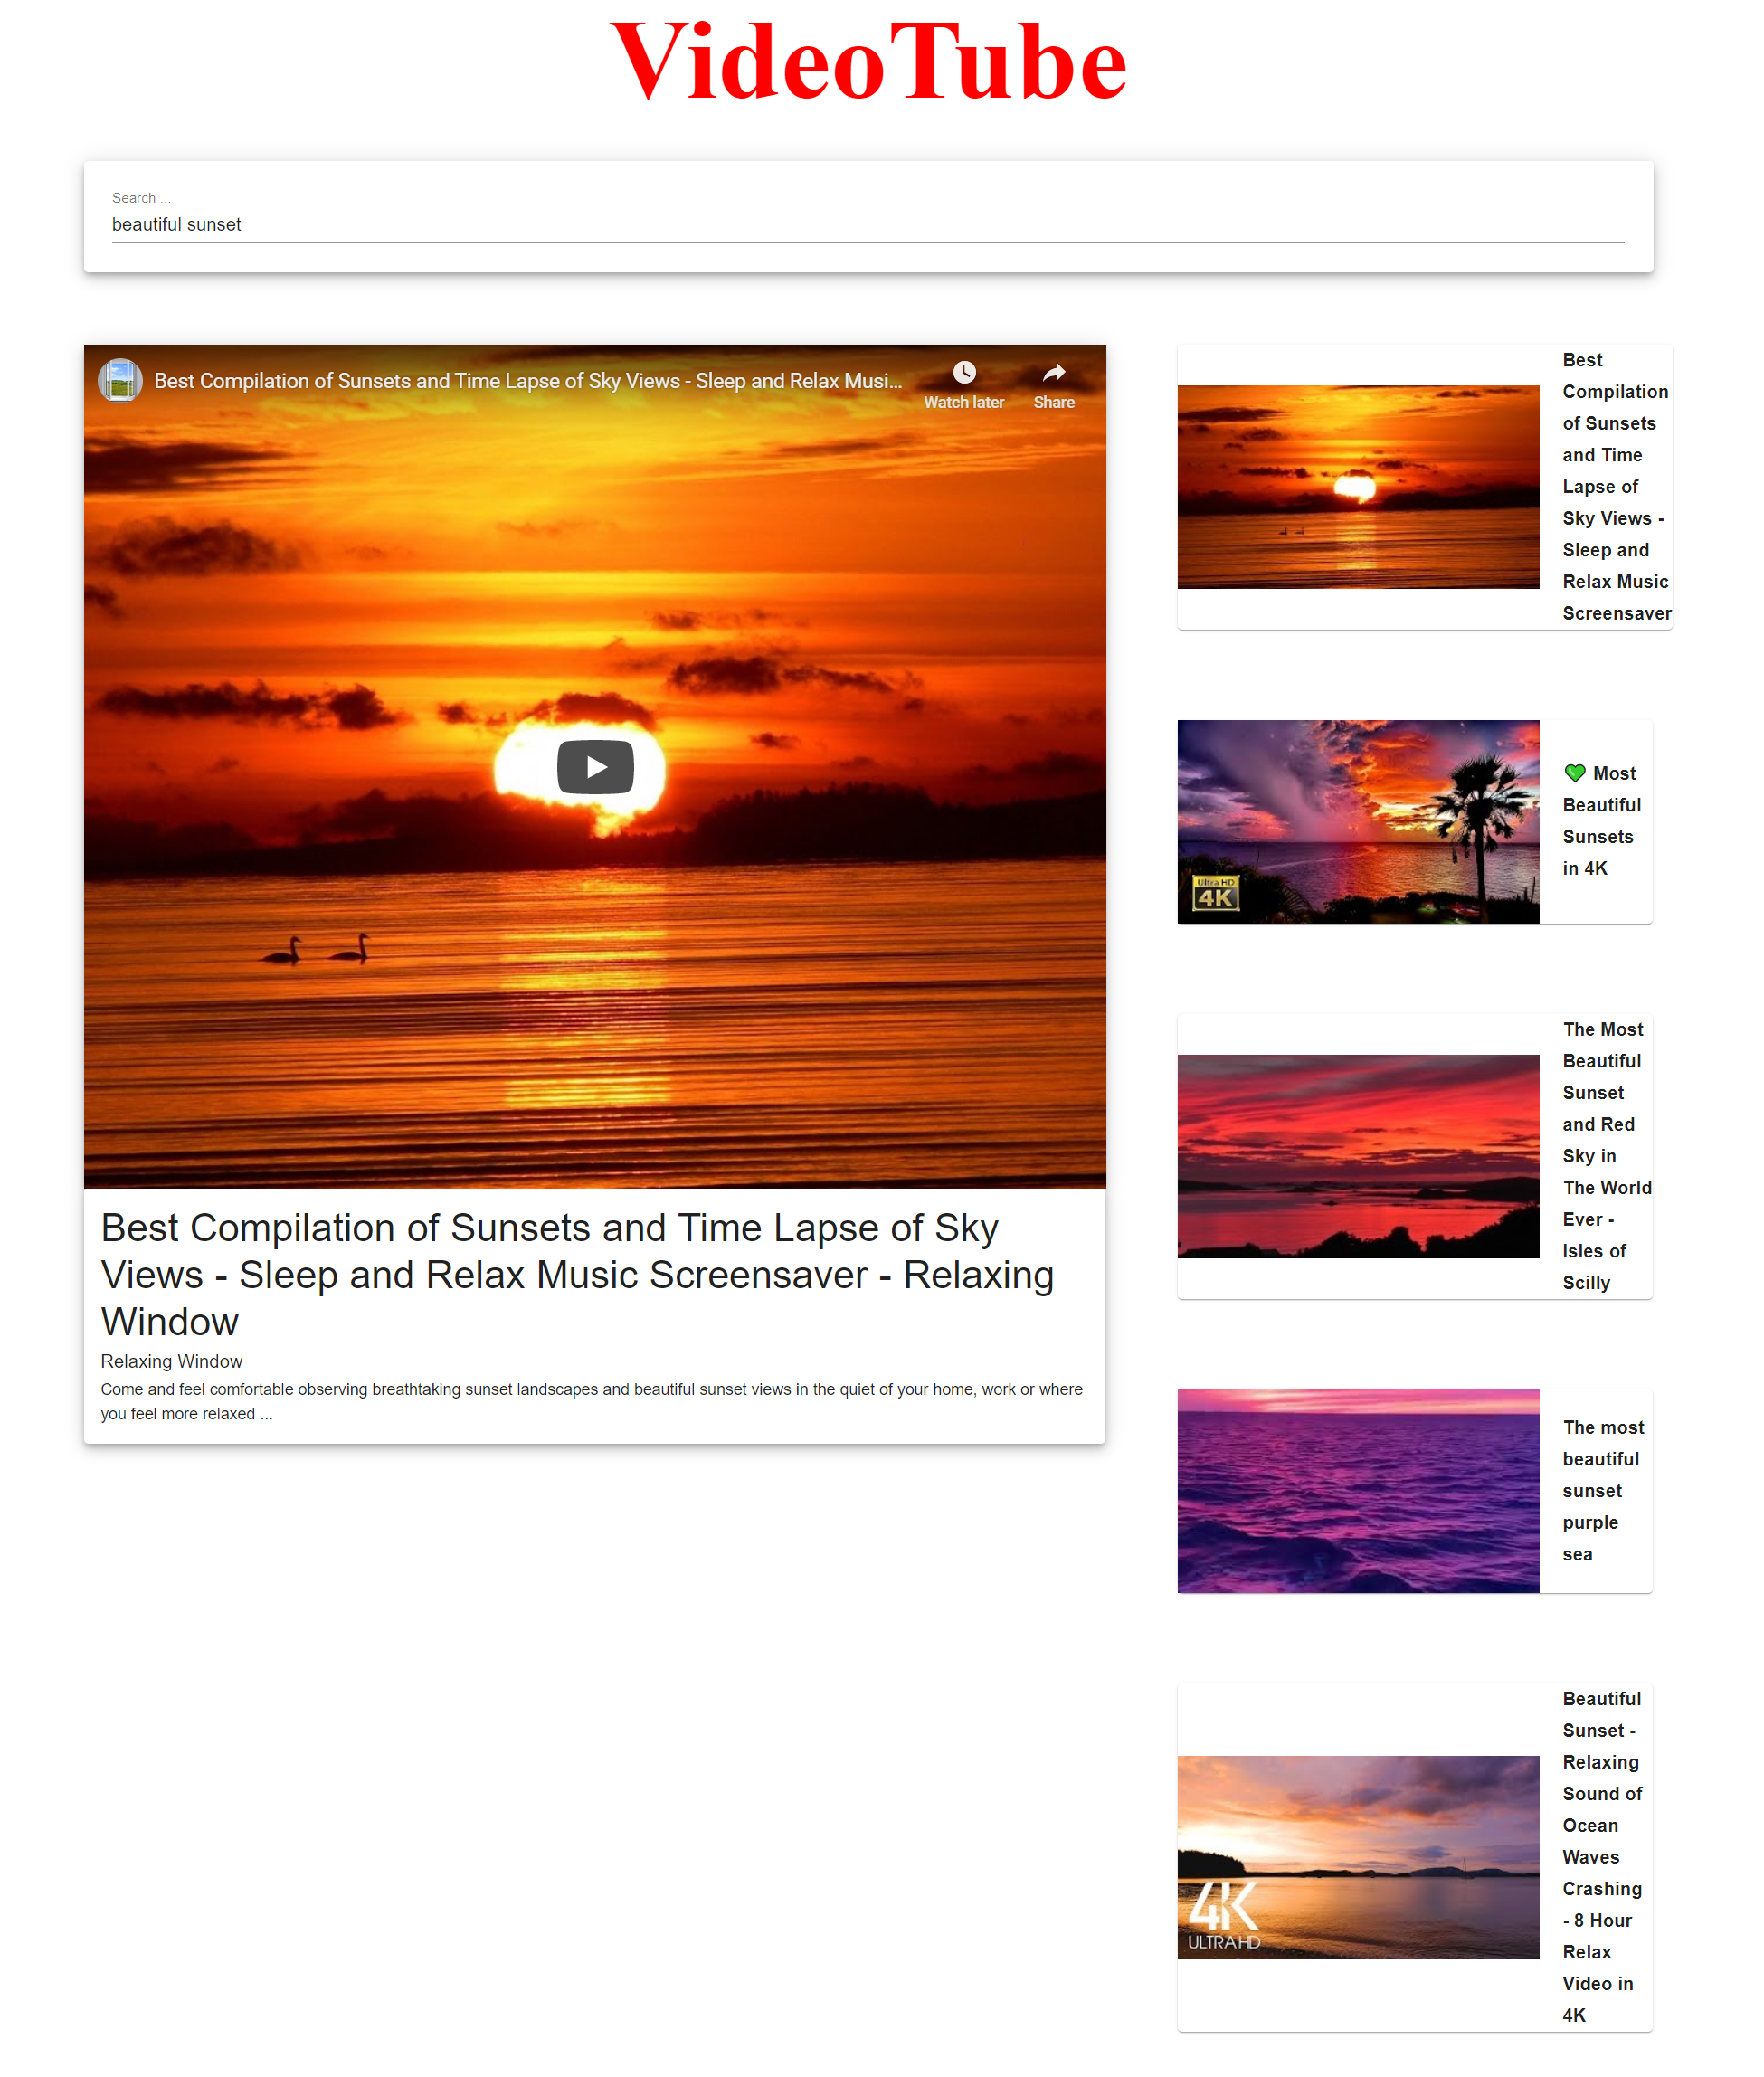 VideoTube
Search ...
beautiful sunset
Best Compilation of Sunsets and Time Lapse of Sky Views - Sleep and Relax Musi...
Watch later
Share
Best Compilation of Sunsets and Time Lapse of Sky
Views - Sleep and Relax Music Screensaver - Relaxing
Window
Relaxing Window
Come and feel comfortable observing breathtaking sunset landscapes and beautiful sunset views in the quiet of your home, work or where
you feel more relaxed ...
Best
Compilation
of Sunsets
and Time
Lapse of
Sky Views -
Sleep and
Relax Music
Screensaver
Ultra HD
4K
💚 Most
Beautiful
Sunsets
in 4K
The Most
Beautiful
Sunset
and Red
Sky in
The World
Ever -
Isles of
Scilly
The most
beautiful
sunset
purple
sea
4K
ULTRA HD
Beautiful
Sunset -
Relaxing
Sound of
Ocean
Waves
Crashing
- 8 Hour
Relax
Video in
4K